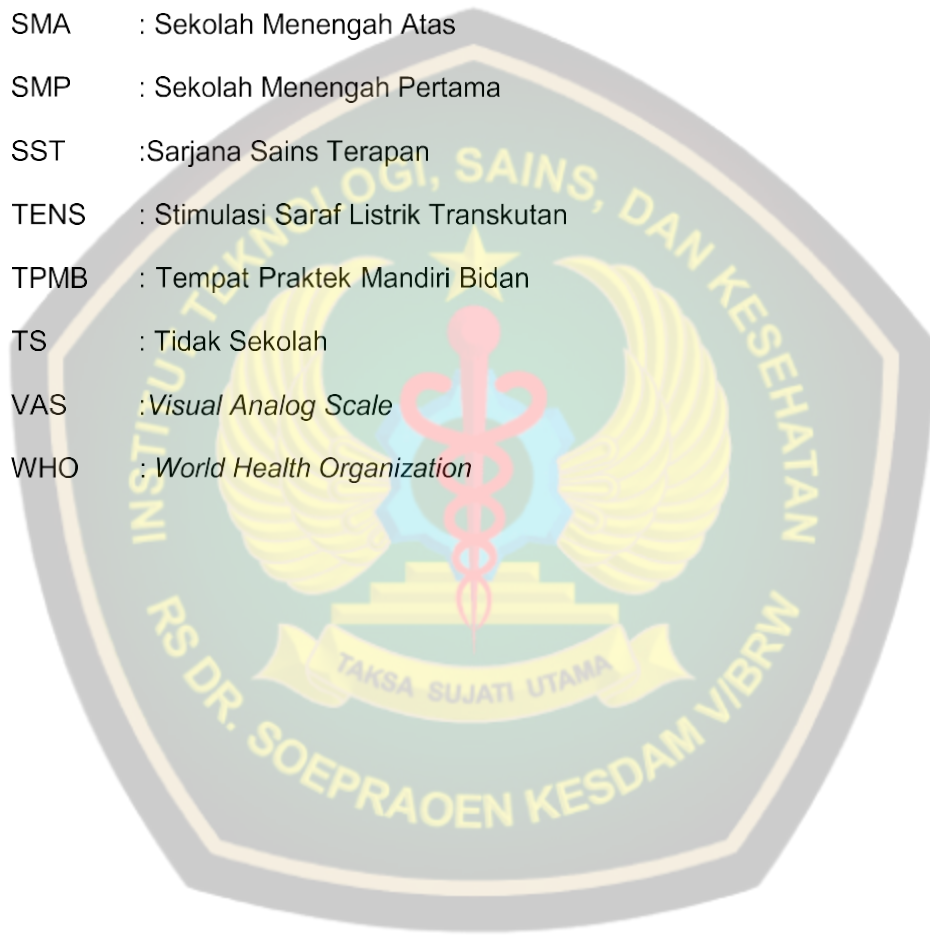 SMA : Sekolah Menengah Atas
SMP : Sekolah Menengah Pertama
SST :Sarjana Sains Terapan
TENS : Stimulasi Saraf Listrik Transkutan
TPMB : Tempat Praktek Mandiri Bidan
TS : Tidak Sekolah
VAS :Visual Analog Scale
WHO : World Health Organization
INSTITUT TEKNOLOGI, SAINS, DAN KESEHATAN
TAKSA SUJATI UTAMA
RS DR. SOEPRAOEN KESDAM V/BRW